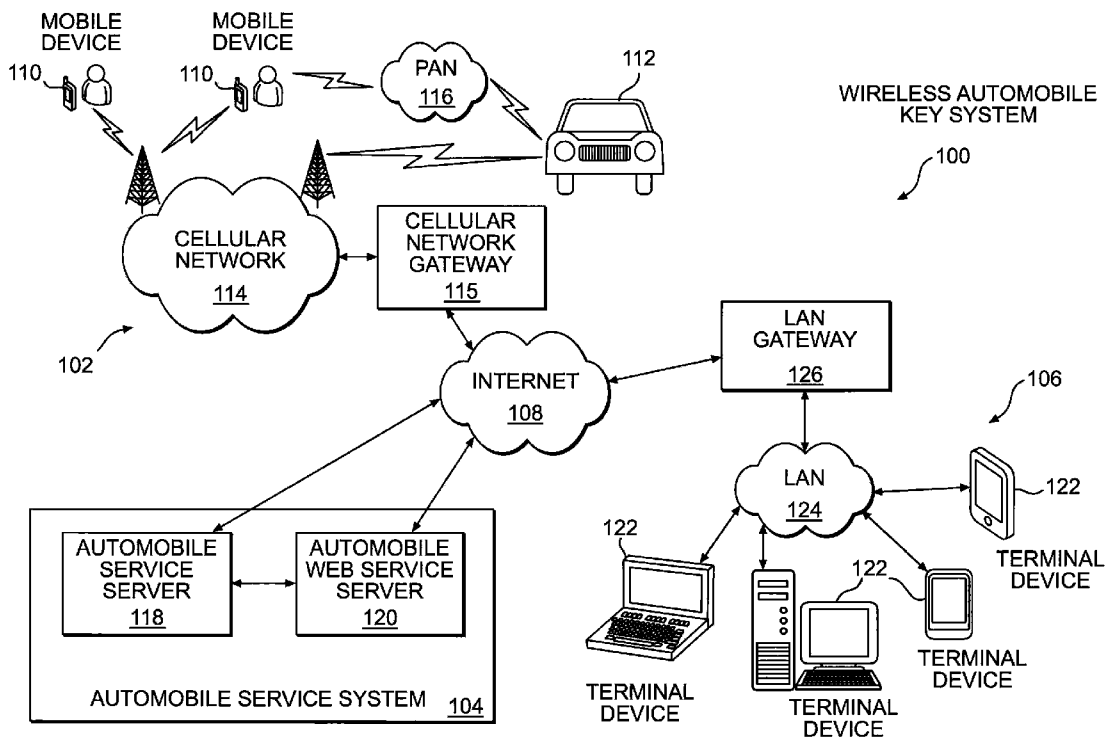 MOBILE
DEVICE
110
MOBILE
DEVICE
110
PAN
116
112
WIRELESS AUTOMOBILE
KEY SYSTEM
100
CELLULAR
NETWORK
114
CELLULAR
NETWORK
GATEWAY
115
102
LAN
GATEWAY
126
INTERNET
108
106
LAN
124
122
TERMINAL
DEVICE
122
TERMINAL
DEVICE
122
TERMINAL
DEVICE
TERMINAL
DEVICE
AUTOMOBILE
SERVICE
SERVER
118
AUTOMOBILE
WEB SERVICE
SERVER
120
AUTOMOBILE SERVICE SYSTEM
104